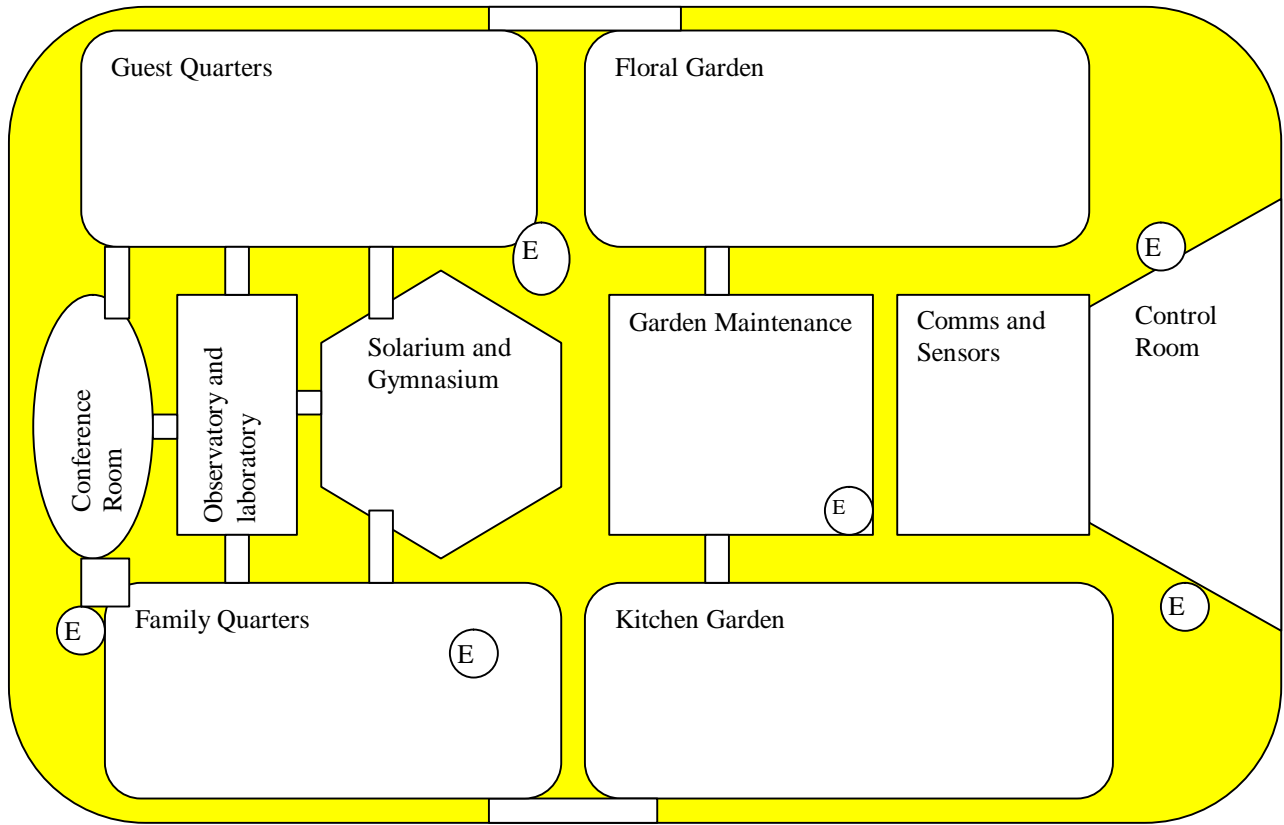 Guest Quarters
Floral Garden
E
E
Garden Maintenance
Comms and
Sensors
Control
Room
Solarium and
Gymnasium
Conference
Room
Observatory and
laboratory
E
E
Family Quarters
E
Kitchen Garden
E